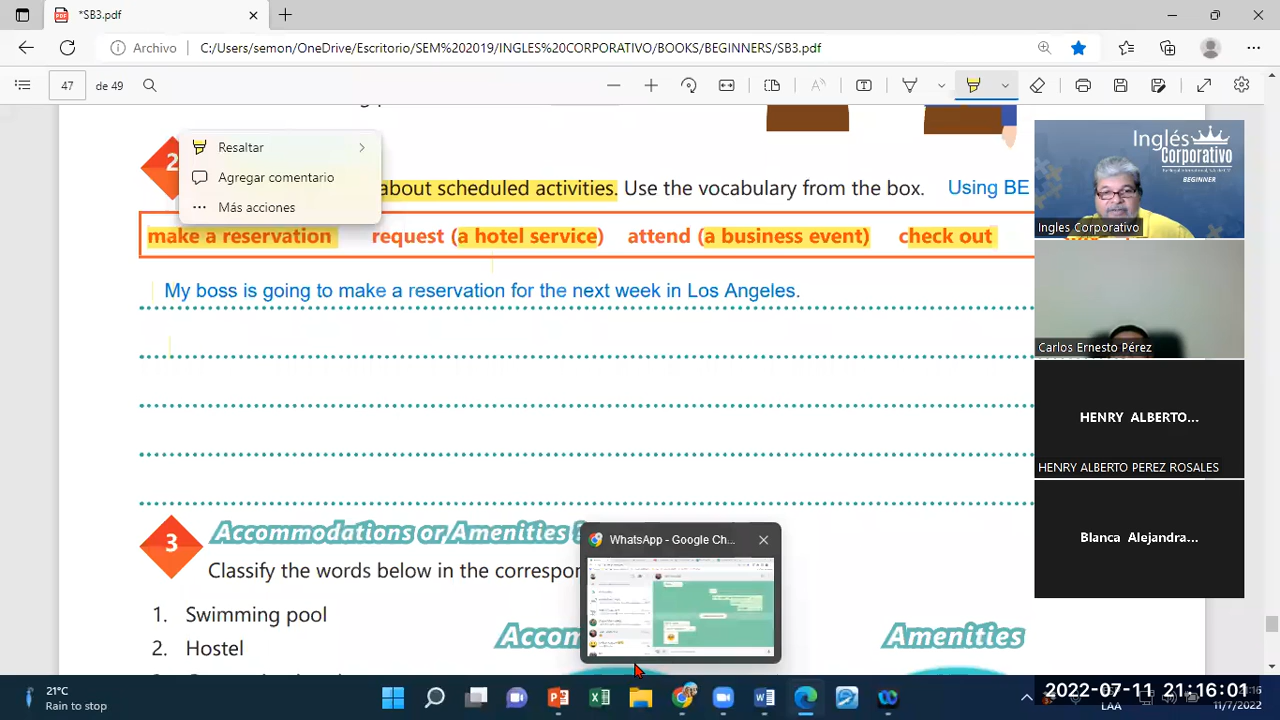 *SB3.pdf
Archivo
C:/Users/semon/OneDrive/Escritorio/SEM%202019/INGLES%20CORPORATIVO/BOOKS/BEGINNERS/SB3.pdf
47
de 49
Resaltar
Agregar comentario
Más acciones
2
about scheduled activities. Use the vocabulary from the box. Using BE
make a reservation request (a hotel service) attend (a business event) check out
My boss is going to make a reservation for the next week in Los Angeles.
3
Accommodations or Amenities
Classify the words below in the correspon
1. Swimming pool
2. Hostel
Accom
Amenities
WhatsApp - Google Ch...
Inglés
Corporativo
BEGINNER
Ingles Corporativo
Carlos Ernesto Pérez
HENRY ALBERTO...
HENRY ALBERTO PEREZ ROSALES
Blanca Alejandra...
21°C
Rain to stop
LAA
2022-07-11 21:16:01
11/7/2022